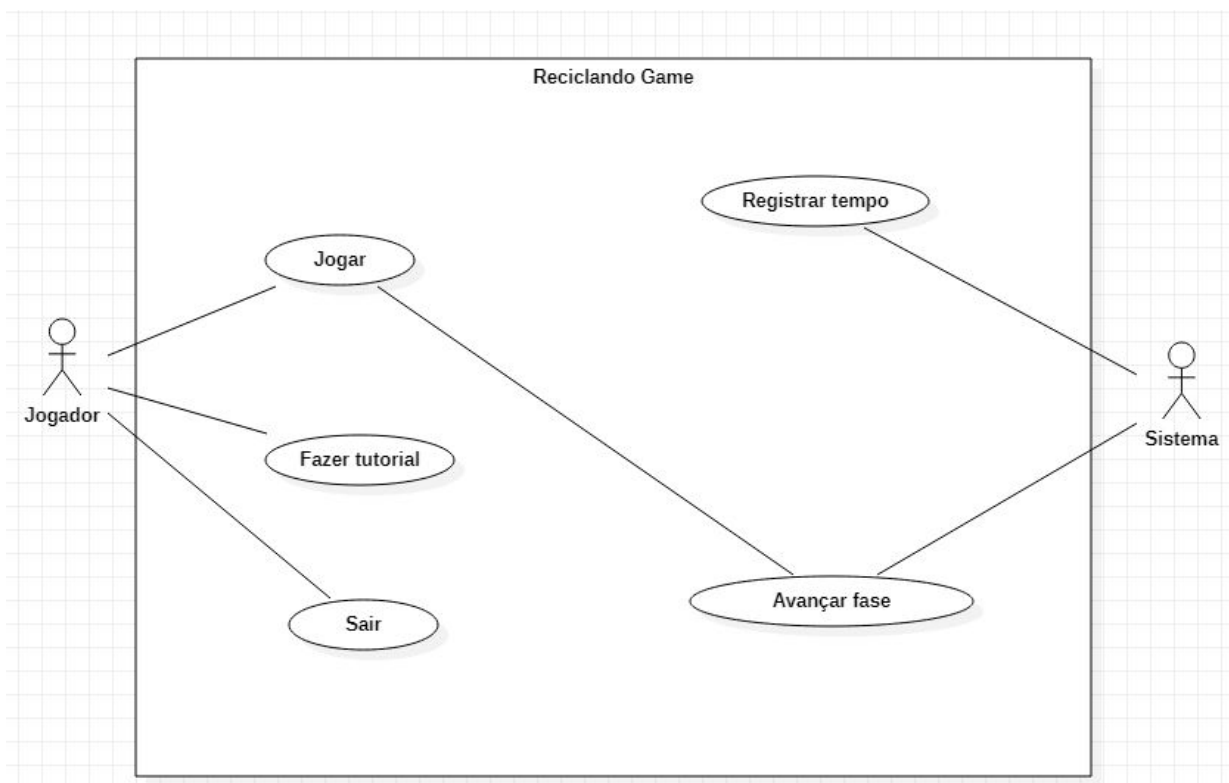 Reciclando Game
Registrar tempo
Jogar
Jogador
Sistema
Fazer tutorial
Avançar fase
Sair